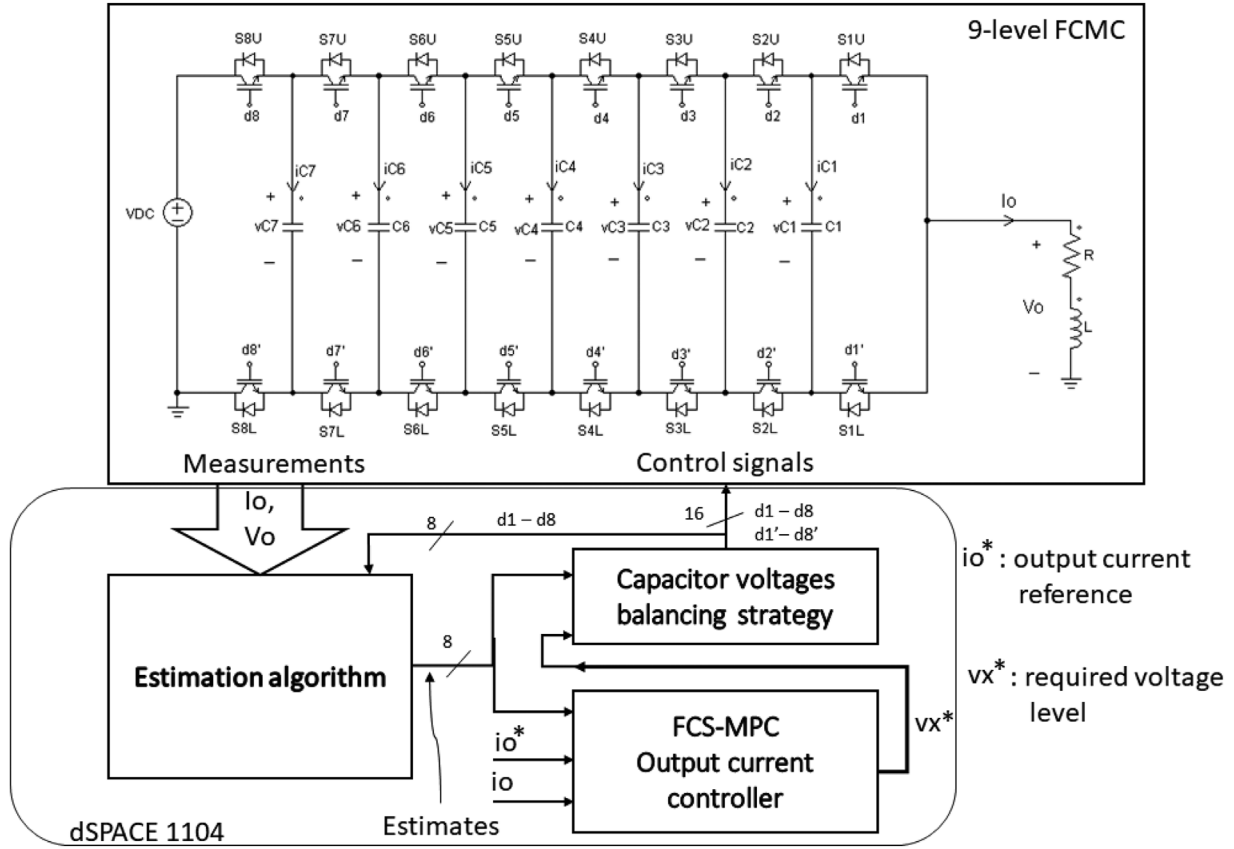 9-level FCMC
S8U S7U S6U S5U S4U S3U S2U S1U
d8 d7 d6 d5 d4 d3 d2 d1
iC7 iC6 iC5 iC4 iC3 iC2 iC1
+ + + + + + +
VDC
vC7 vC6 C6 vC5 C5 vC4 C4 vC3 C3 vC2 C2 vC1 C1
− − − − − − −
Io
+
R
Vo
L
−
d8' d7' d6' d5' d4' d3' d2' d1'
S8L S7L S6L S5L S4L S3L S2L S1L
Measurements
Control signals
Io,
Vo
8
d1 – d8
16
d1 – d8
d1’– d8’
Capacitor voltages
balancing strategy
io* : output current
reference
8
Estimation algorithm
vx* : required voltage
level
FCS-MPC
Output current
controller
vx*
io*
io
Estimates
dSPACE 1104